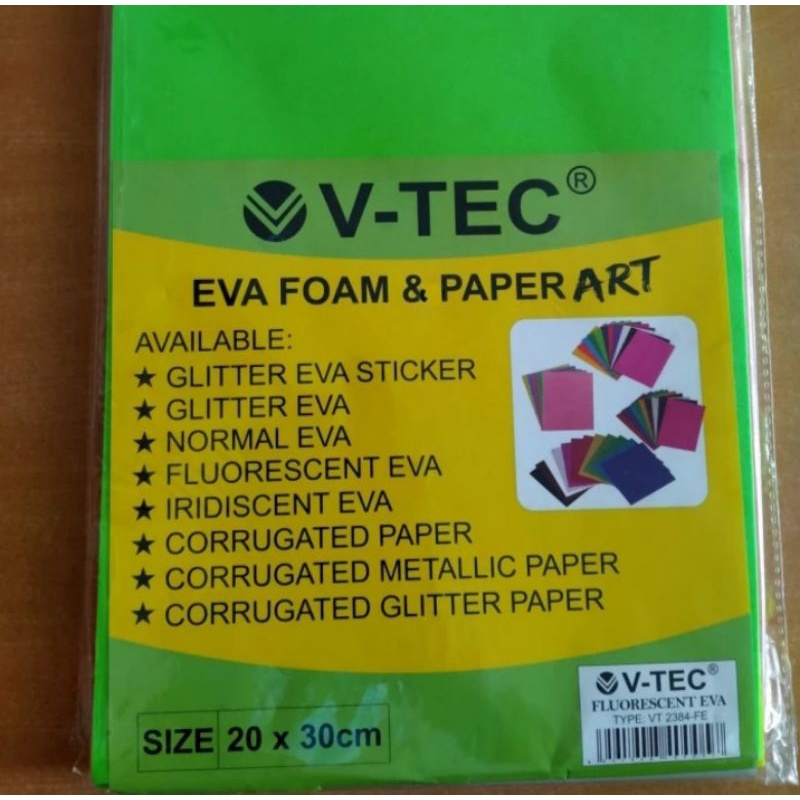 V-TEC®
EVA FOAM & PAPER ART
AVAILABLE:
★ GLITTER EVA STICKER
★ GLITTER EVA
★ NORMAL EVA
★ FLUORESCENT EVA
★ IRIDISCENT EVA
★ CORRUGATED PAPER
★ CORRUGATED METALLIC PAPER
★ CORRUGATED GLITTER PAPER
SIZE 20 x 30cm
V-TEC®
FLUORESCENT EVA
TYPE: VT 2384-FE